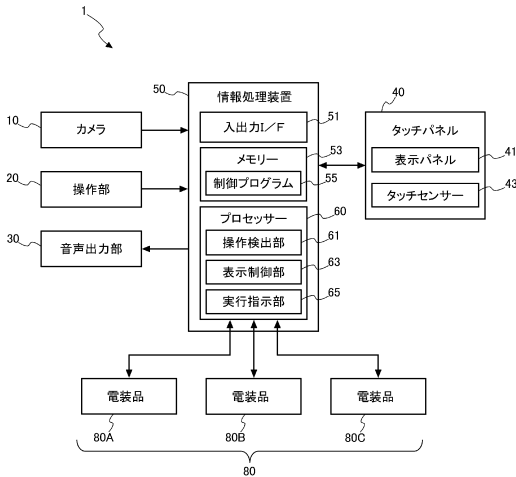 1
50
情報処理装置
40
10
カメラ
入出力I/F
51
タッチパネル
メモリー
53
表示パネル
41
20
操作部
制御プログラム
55
タッチセンサー
43
プロセッサー
60
30
音声出力部
操作検出部
61
表示制御部
63
実行指示部
65
電装品
電装品
電装品
80A
80B
80C
80